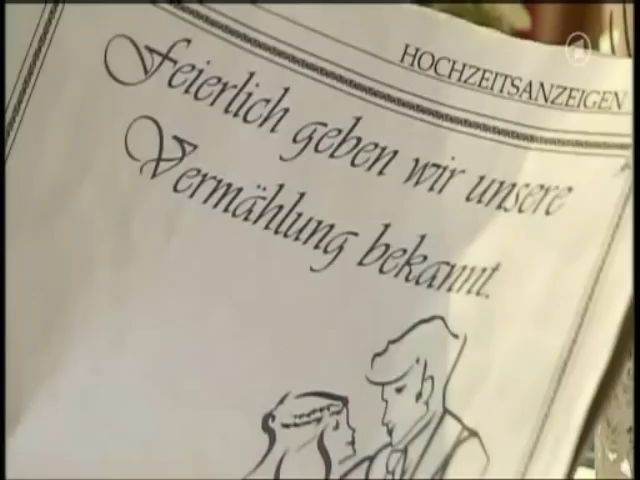 HOCHZEITSANZEIGEN
Feierlich geben wir unsere
Vermählung bekannt.